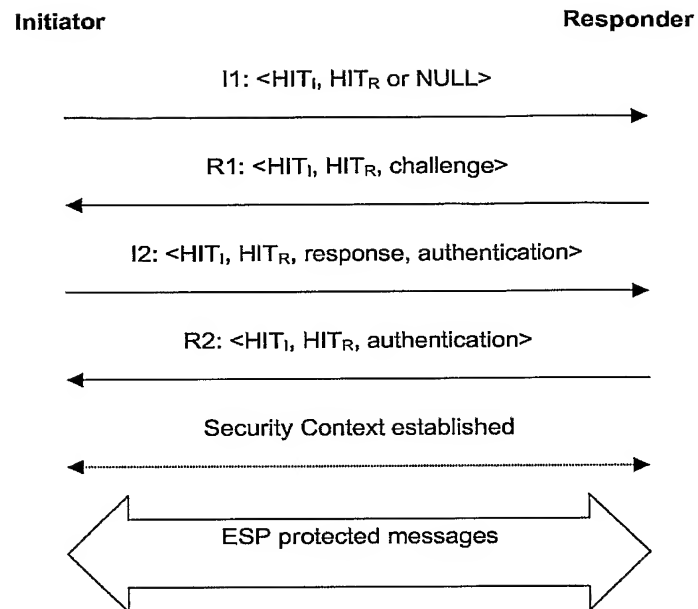 Initiator Responder
I1: <HITI, HITR or NULL>
R1: <HITI, HITR, challenge>
I2: <HITI, HITR, response, authentication>
R2: <HITI, HITR, authentication>
Security Context established
ESP protected messages